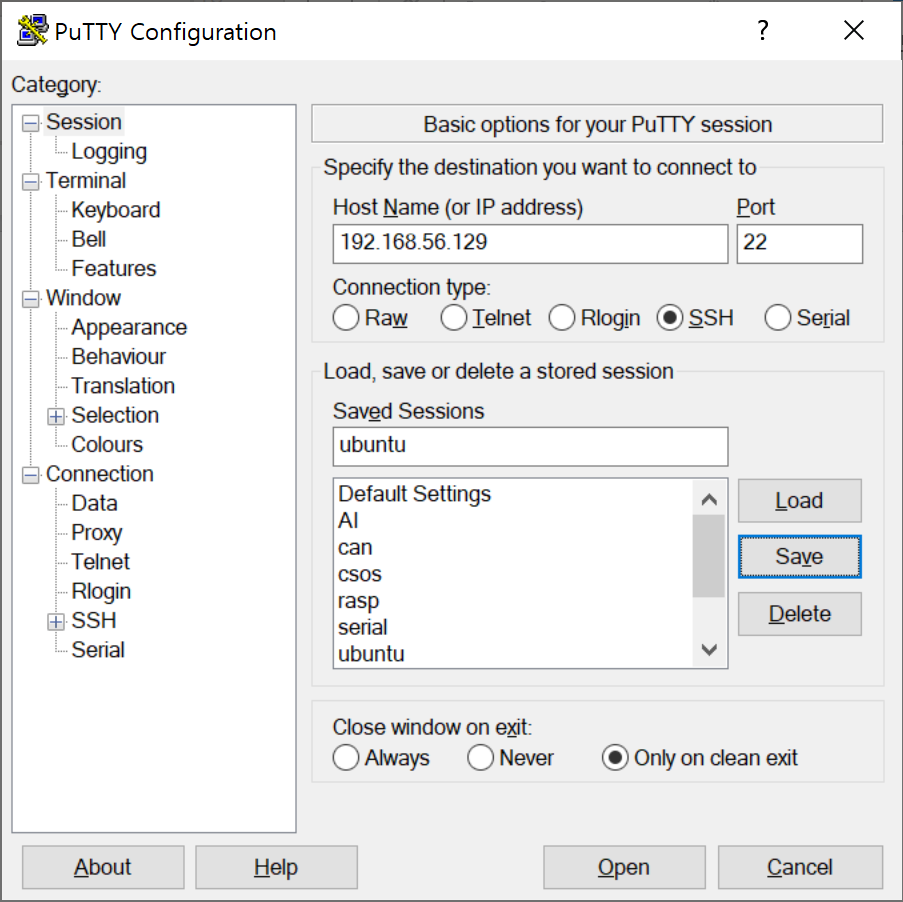 PuTTY Configuration
?
Category:
Session
Logging
Terminal
Keyboard
Bell
Features
Window
Appearance
Behaviour
Translation
Selection
Colours
Connection
Data
Proxy
Telnet
Rlogin
SSH
Serial
Basic options for your PuTTY session
Specify the destination you want to connect to
Host Name (or IP address) Port
192.168.56.129 22
Connection type:
Raw Telnet Rlogin SSH Serial
Load, save or delete a stored session
Saved Sessions
ubuntu
Default Settings
AI
can
csos
rasp
serial
ubuntu
Load
Save
Delete
Close window on exit:
Always Never Only on clean exit
About Help Open Cancel